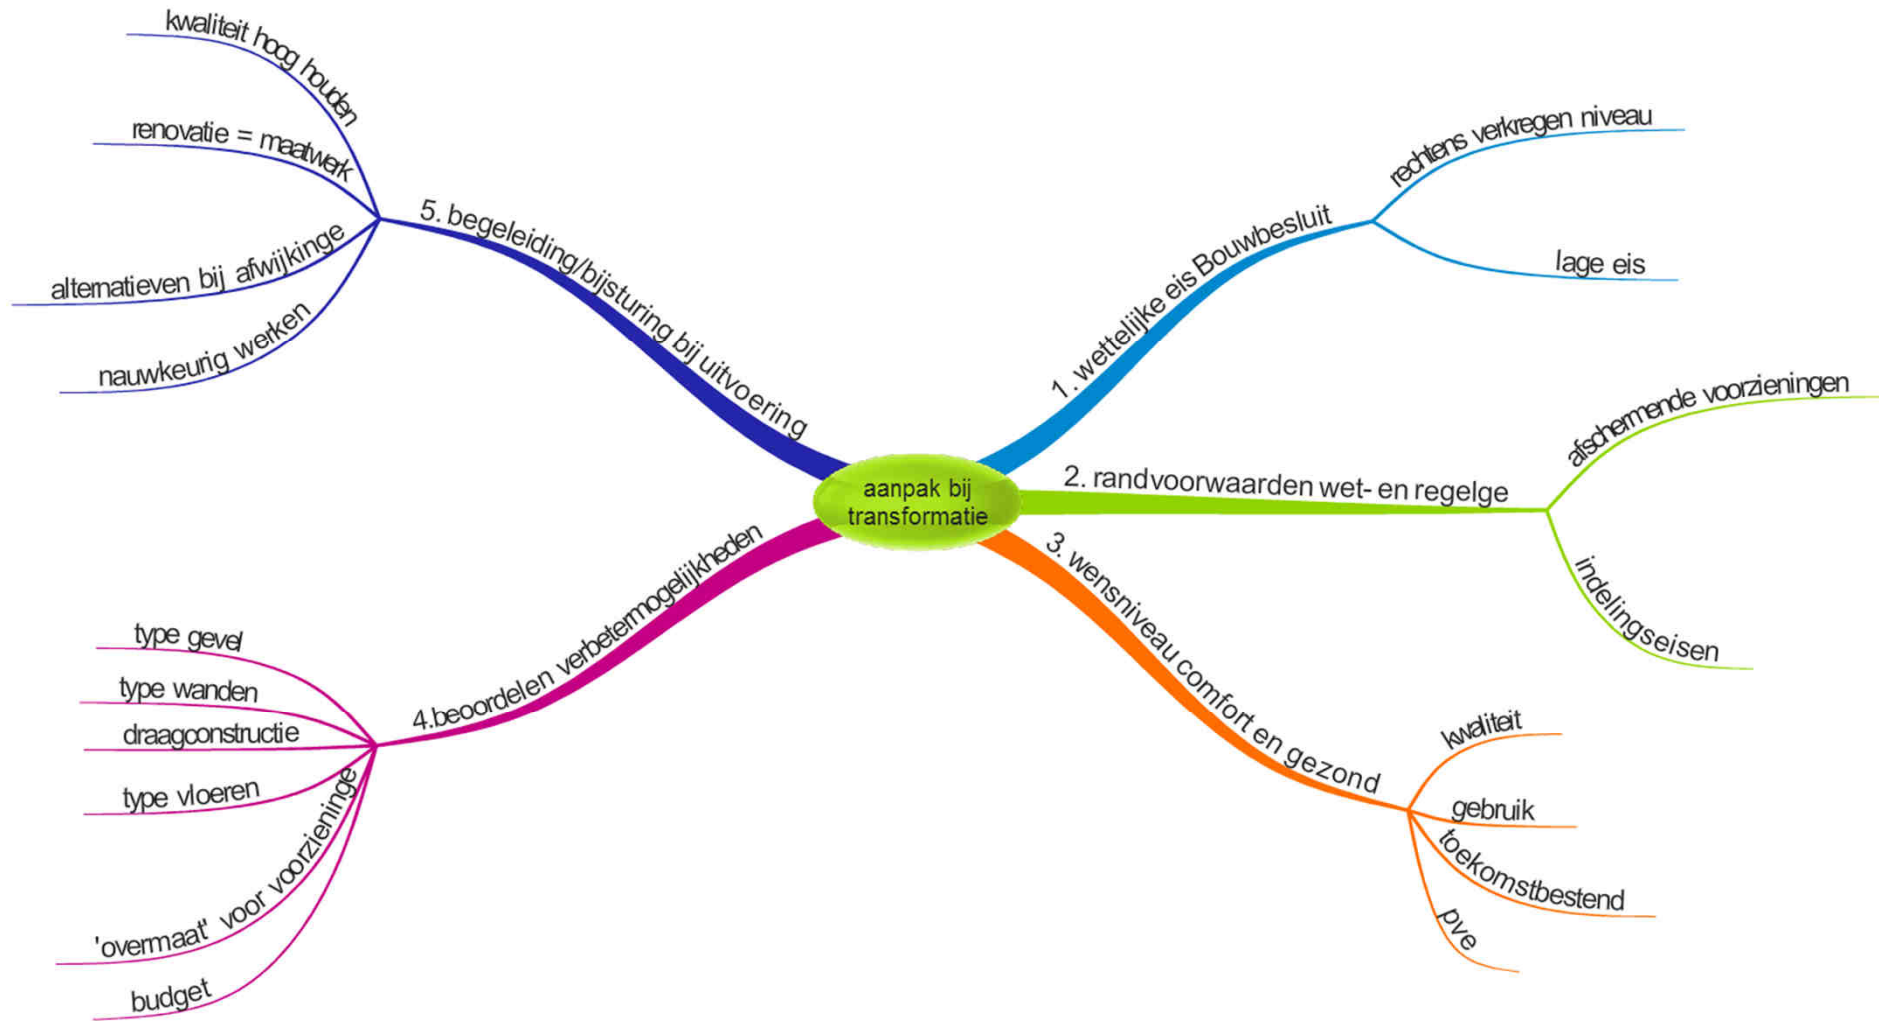 aanpak bij
transformatie
1. wettelijke eis Bouwbesluit
rechtens verkregen niveau
lage eis
2. randvoorwaarden wet- en regelge
afschermende voorzieningen
indelingseisen
3. wensniveau comfort en gezond
kwaliteit
gebruik
toekomstbestend
pve
4.beoordelen verbetermogelijkheden
type gevel
type wanden
draagconstructie
type vloeren
'overmaat' voor voorzieninge
budget
5. begeleiding/bijsturing bij uitvoering
kwaliteit hoog houden
renovatie = maatwerk
alternatieven bij afwijkinge
nauwkeurig werken